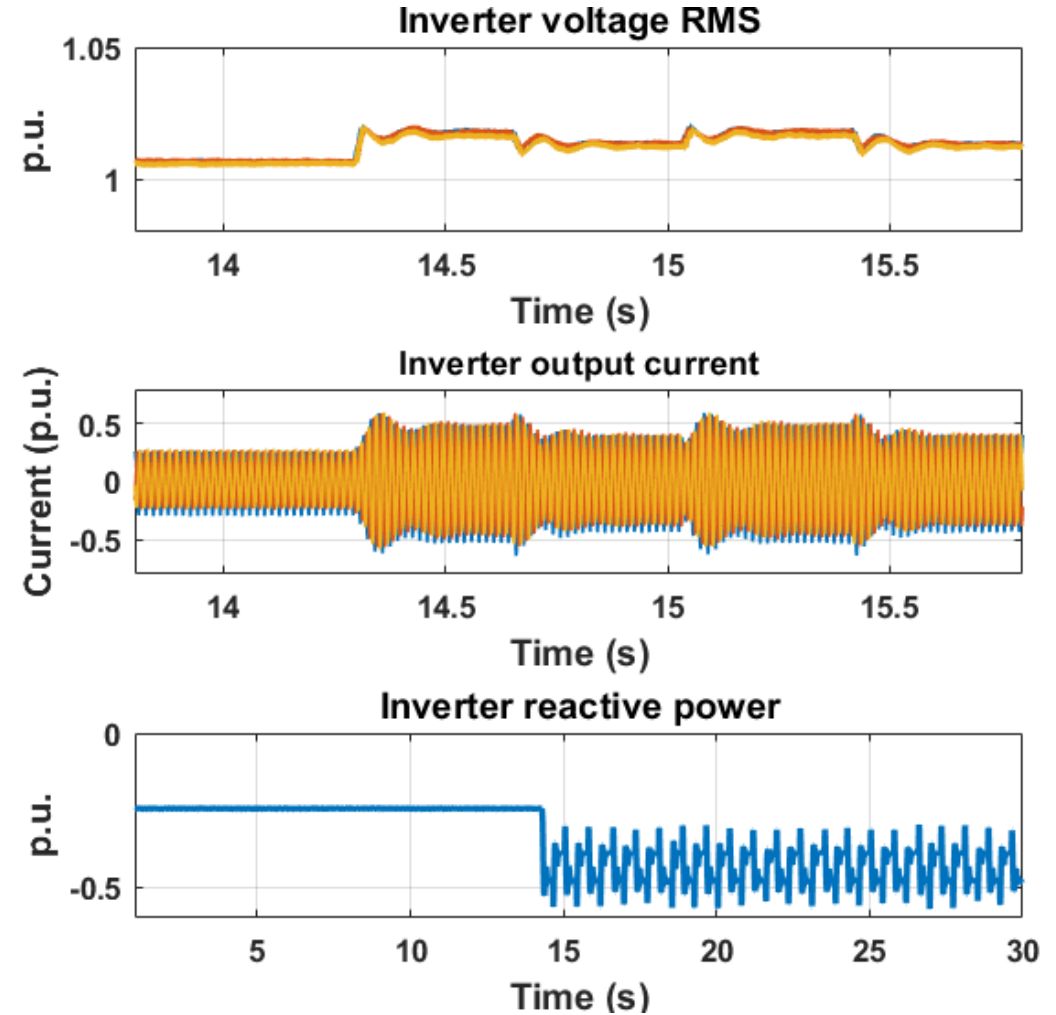 Inverter voltage RMS
1.05
1
p.u.
14
14.5
15
15.5
Time (s)
Inverter output current
0.5
0
-0.5
Current (p.u.)
14
14.5
15
15.5
Time (s)
Inverter reactive power
0
-0.5
p.u.
5
10
15
20
25
30
Time (s)